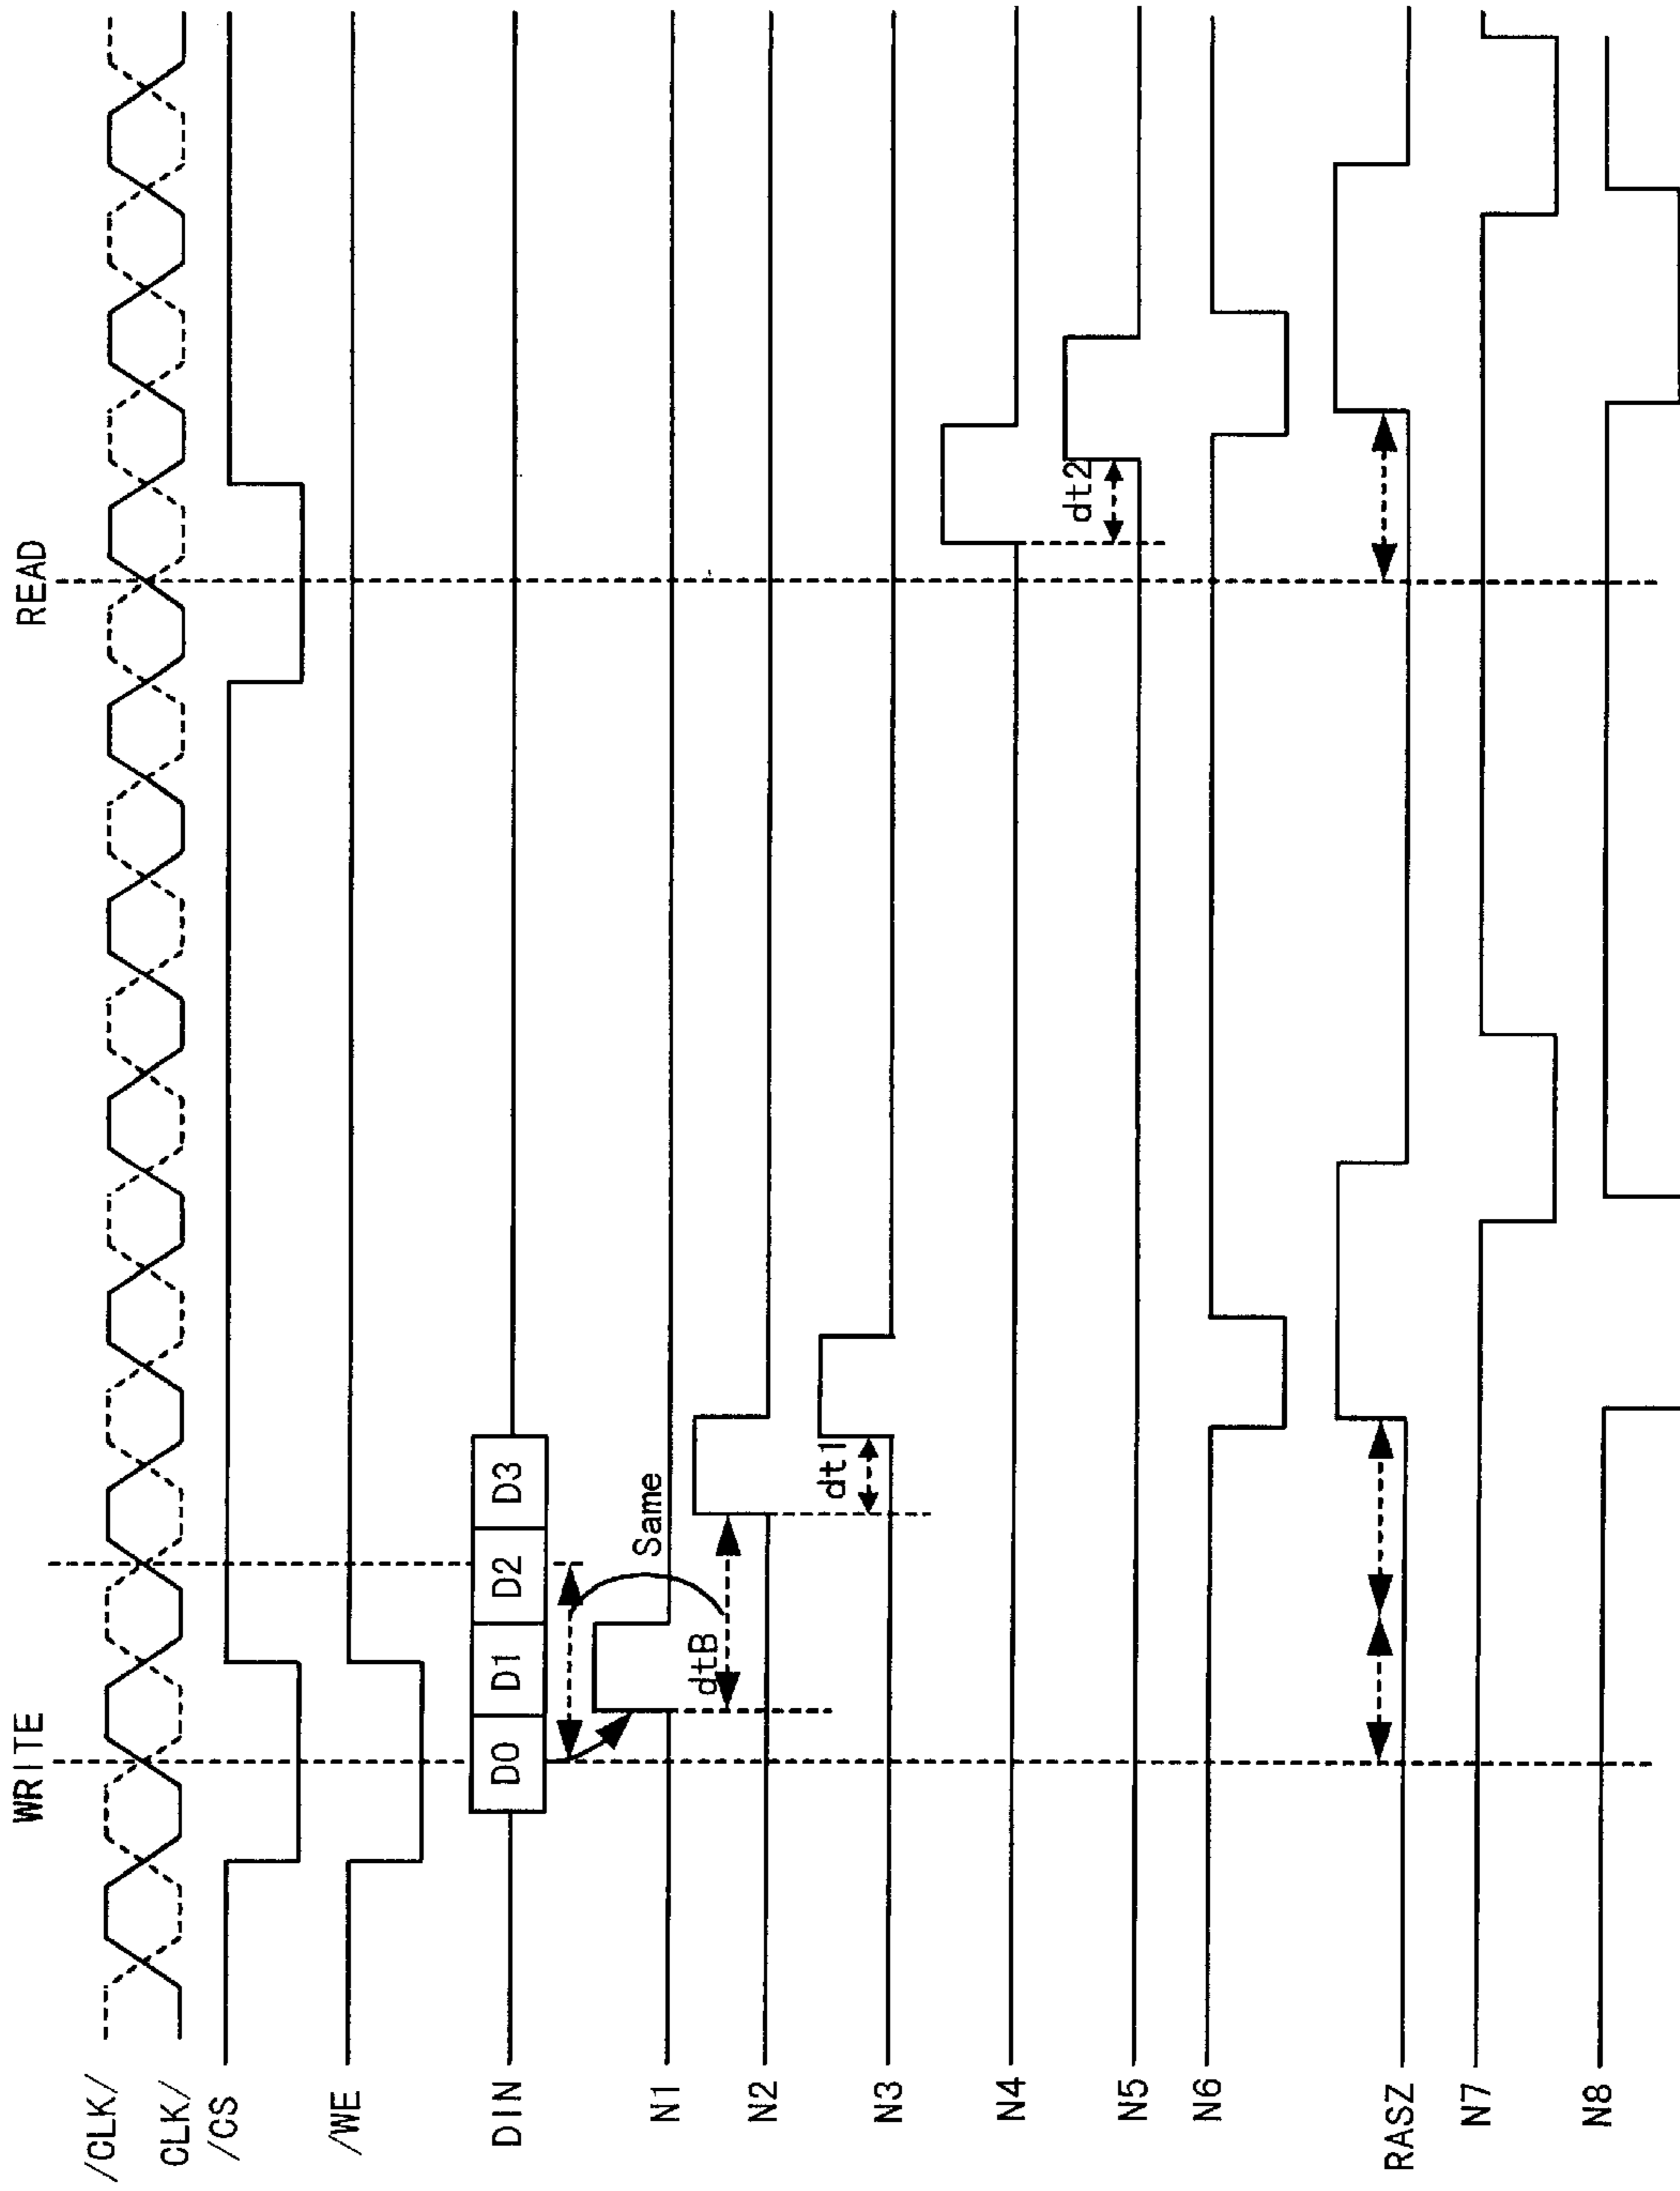 WRITE
READ
/CLK/
CLK/
/CS
/WE
DIN
D0
D1
D2
D3
N1
Same
N2
dtB
N3
dt1
N4
N5
dt2
N6
RASZ
N7
N8